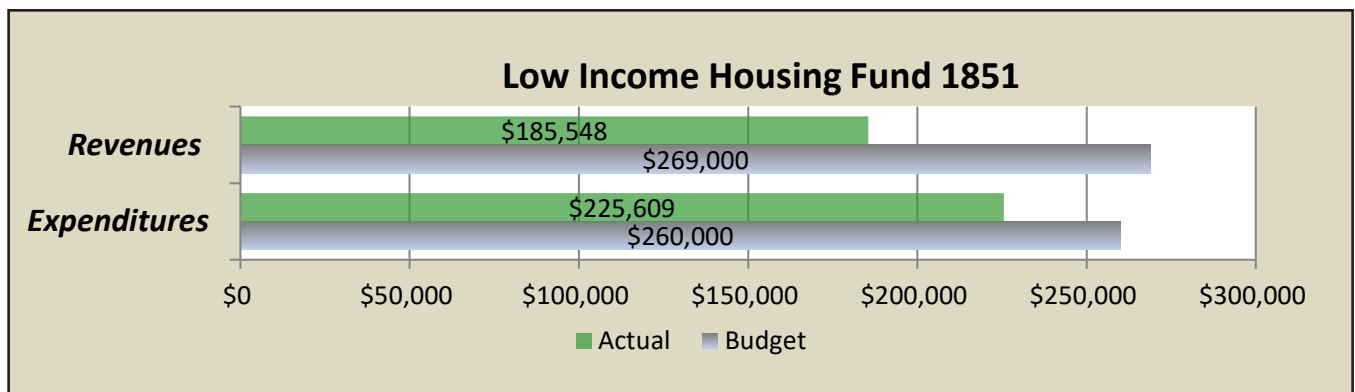 Low Income Housing Fund 1851
Revenues
$185,548
$269,000
Expenditures
$225,609
$260,000
$0 $50,000 $100,000 $150,000 $200,000 $250,000 $300,000
Actual Budget